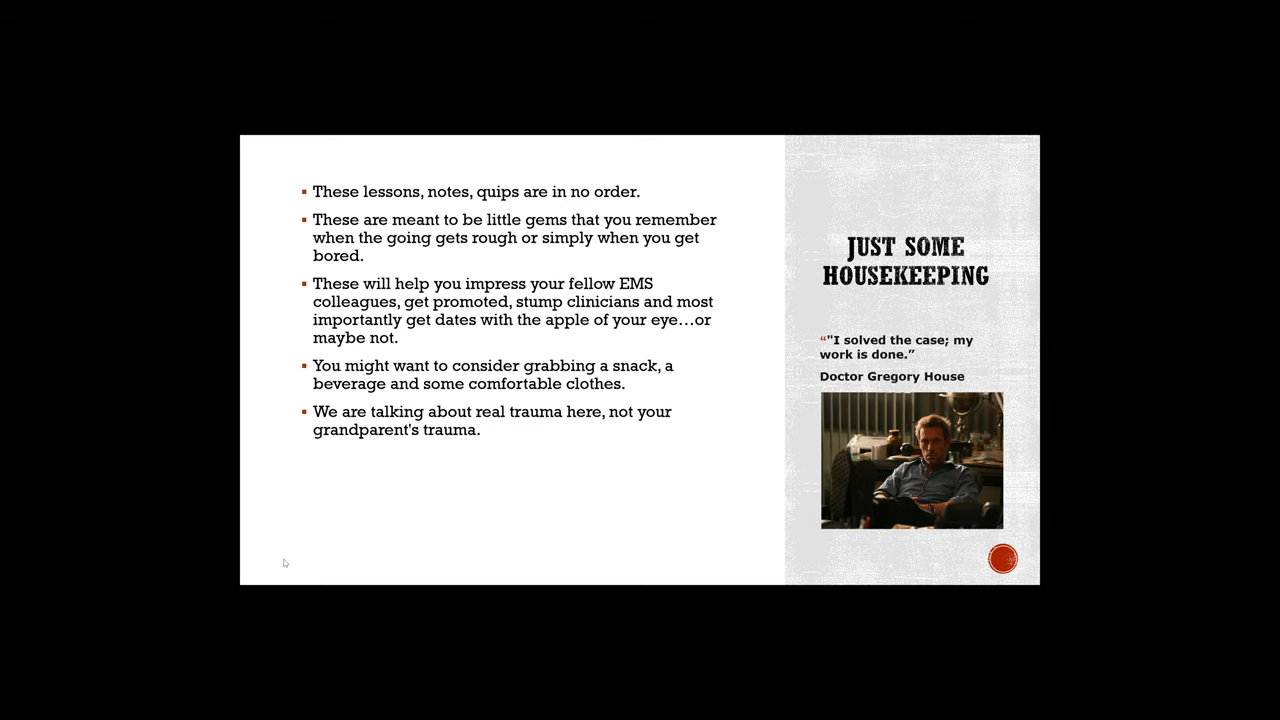 These lessons, notes, quips are in no order.
These are meant to be little gems that you remember
when the going gets rough or simply when you get
bored.
These will help you impress your fellow EMS
colleagues, get promoted, stump clinicians and most
importantly get dates with the apple of your eye…or
maybe not.
You might want to consider grabbing a snack, a
beverage and some comfortable clothes.
We are talking about real trauma here, not your
grandparent's trauma.
JUST SOME
HOUSEKEEPING
“"I solved the case; my
work is done.”
Doctor Gregory House